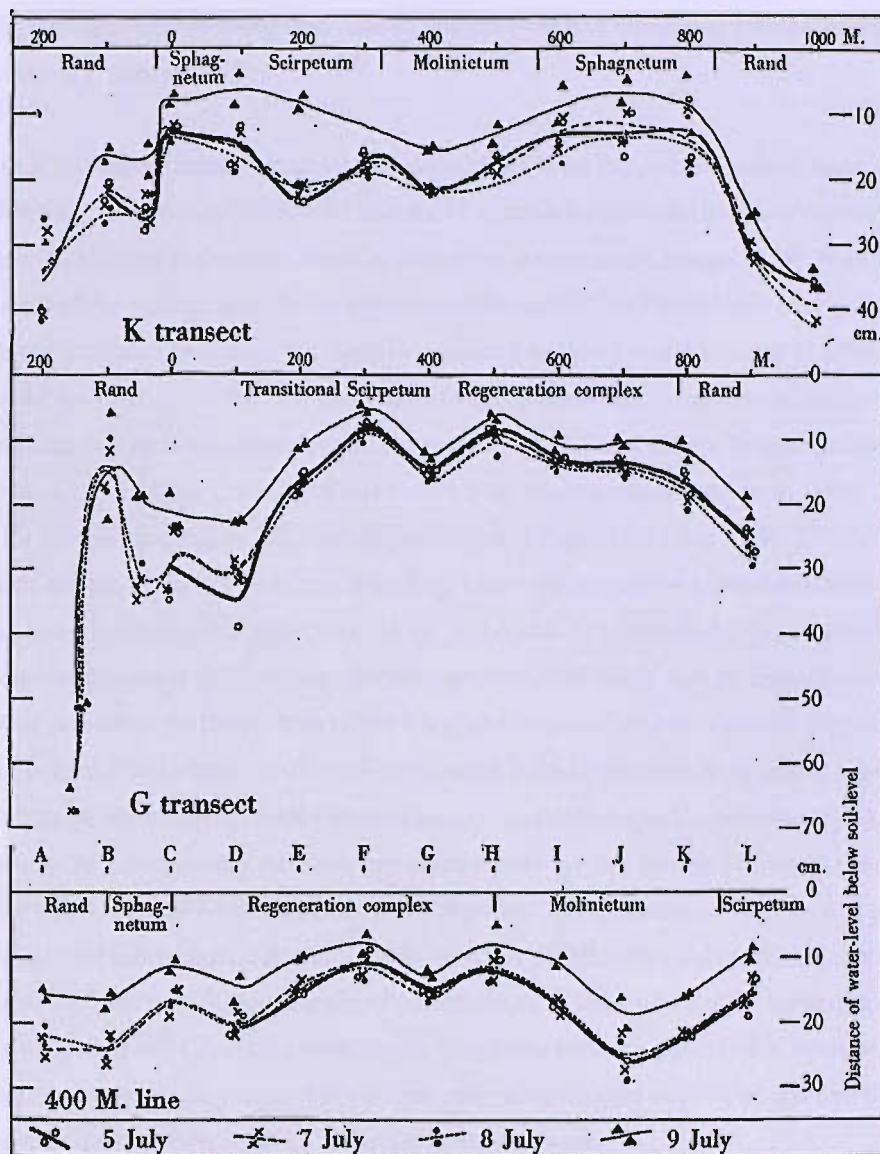 200 0 200 400 600 800 1000 M.
Rand Sphag-netum Scirpetum Molinietum Sphagnetum Rand
—10
—20
—30
—40
cm.
K transect
200 0 200 400 600 800 M. 0
Rand Transitional Scirpetum Regeneration complex Rand
—10
—20
—30
—40
—50
—60
—70
G transect
A B C D E F G H I J K L cm.
0
Rand Sphag-netum Regeneration complex Molinietum Scirpetum
—10
—20
—30
Distance of water-level below soil-level
400 M. line
5 July 7 July 8 July 9 July